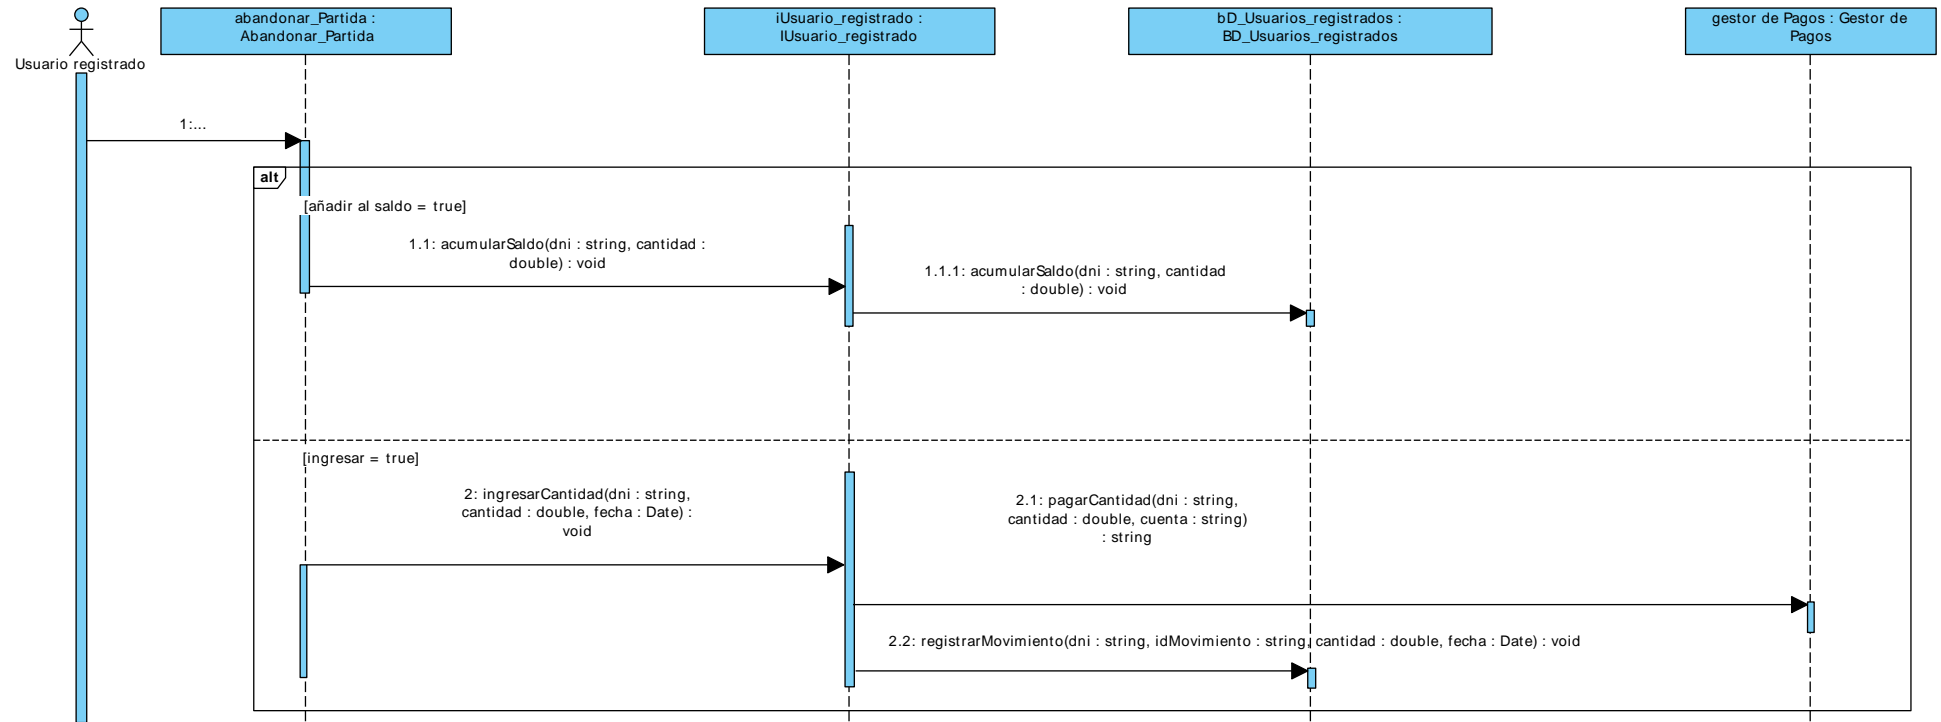 Usuario registrado
abandonar_Partida :
Abandonar_Partida
iUsuario_registrado :
IUsuario_registrado
bD_Usuarios_registrados :
BD_Usuarios_registrados
gestor de Pagos : Gestor de
Pagos
1:...
alt
[añadir al saldo = true]
1.1: acumularSaldo(dni : string, cantidad :
double) : void
1.1.1: acumularSaldo(dni : string, cantidad
: double) : void
[ingresar = true]
2: ingresarCantidad(dni : string,
cantidad : double, fecha : Date) :
void
2.1: pagarCantidad(dni : string,
cantidad : double, cuenta : string)
: string
2.2: registrarMovimiento(dni : string, idMovimiento : string, cantidad : double, fecha : Date) : void